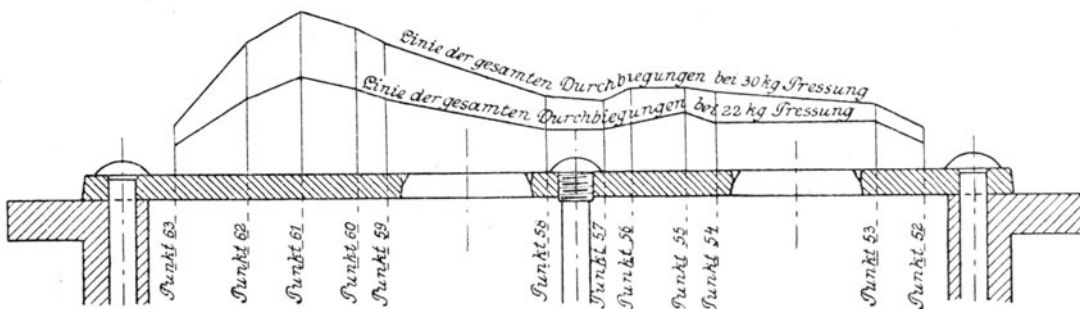 Linie der gesamten Durchbiegungen bei 30 kg Pressung
Linie der gesamten Durchbiegungen bei 22 kg Pressung
Punkt 63
Punkt 62
Punkt 61
Punkt 60
Punkt 59
Punkt 58
Punkt 57
Punkt 56
Punkt 55
Punkt 54
Punkt 53
Punkt 52